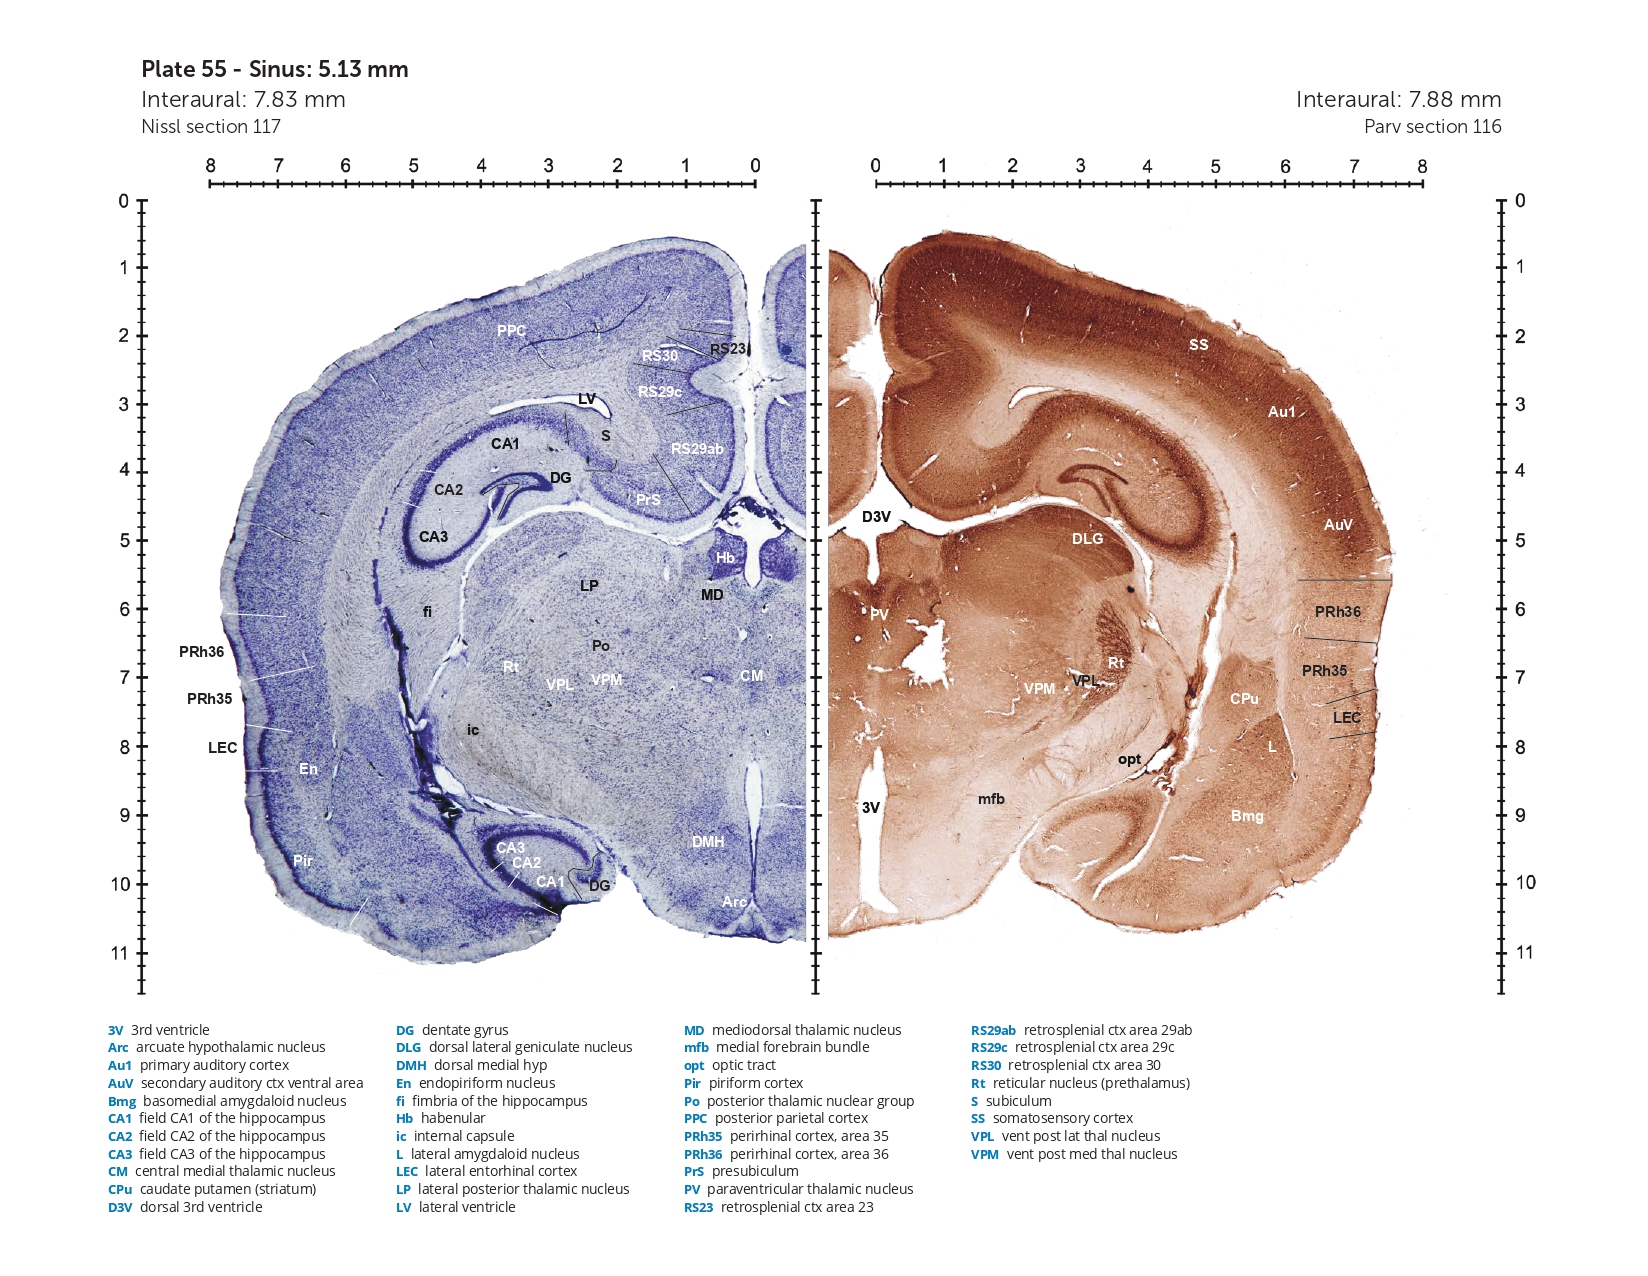 Plate 55 - Sinus: 5.13 mm
Interaural: 7.83 mm
Nissl section 117
Interaural: 7.88 mm
Parv section 116
8 7 6 5 4 3 2 1 0
0 1 2 3 4 5 6 7 8
0
1
2
3
4
5
6
7
8
9
10
11
PPC
RS23
RS30
RS29c
LV
S
CA1
RS29ab
DG
CA2
PrS
CA3
Hb
LP
MD
fi
Po
PRh36
Rt
CM
VPL
VPM
PRh35
ic
LEC
En
DMH
CA3
CA2
Pir
CA1
DG
Arc
SS
Au1
D3V
AuV
DLG
PV
PRh36
Rt
PRh35
VPL
VPM
CPu
LEC
L
opt
mfb
3V
Bmg
0
1
2
3
4
5
6
7
8
9
10
11
3V 3rd ventricle
Arc arcuate hypothalamic nucleus
Au1 primary auditory cortex
AuV secondary auditory ctx ventral area
Bmg basomedial amygdaloid nucleus
CA1 field CA1 of the hippocampus
CA2 field CA2 of the hippocampus
CA3 field CA3 of the hippocampus
CM central medial thalamic nucleus
CPu caudate putamen (striatum)
D3V dorsal 3rd ventricle
DG dentate gyrus
DLG dorsal lateral geniculate nucleus
DMH dorsal medial hyp
En endopiriform nucleus
fi fimbria of the hippocampus
Hb habenular
ic internal capsule
L lateral amygdaloid nucleus
LEC lateral entorhinal cortex
LP lateral posterior thalamic nucleus
LV lateral ventricle
MD mediodorsal thalamic nucleus
mfb medial forebrain bundle
opt optic tract
Pir piriform cortex
Po posterior thalamic nuclear group
PPC posterior parietal cortex
PRh35 perirhinal cortex, area 35
PRh36 perirhinal cortex, area 36
PrS presubiculum
PV paraventricular thalamic nucleus
RS23 retrosplenial ctx area 23
RS29ab retrosplenial ctx area 29ab
RS29c retrosplenial ctx area 29c
RS30 retrosplenial ctx area 30
Rt reticular nucleus (prethalamus)
S subiculum
SS somatosensory cortex
VPL vent post lat thal nucleus
VPM vent post med thal nucleus